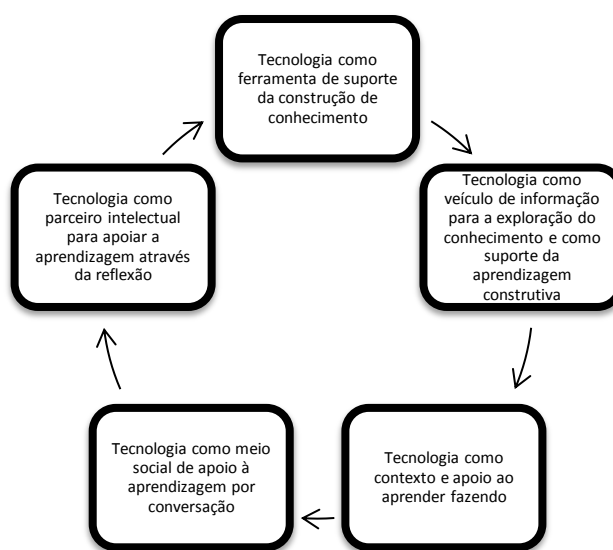 Tecnologia como
ferramenta de suporte
da construção de
conhecimento
Tecnologia como
veículo de informação
para a exploração do
conhecimento e como
suporte da
aprendizagem
construtiva
Tecnologia como
contexto e apoio ao
aprender fazendo
Tecnologia como meio
social de apoio à
aprendizagem por
conversação
Tecnologia como
parceiro intelectual
para apoiar a
aprendizagem através
da reflexão